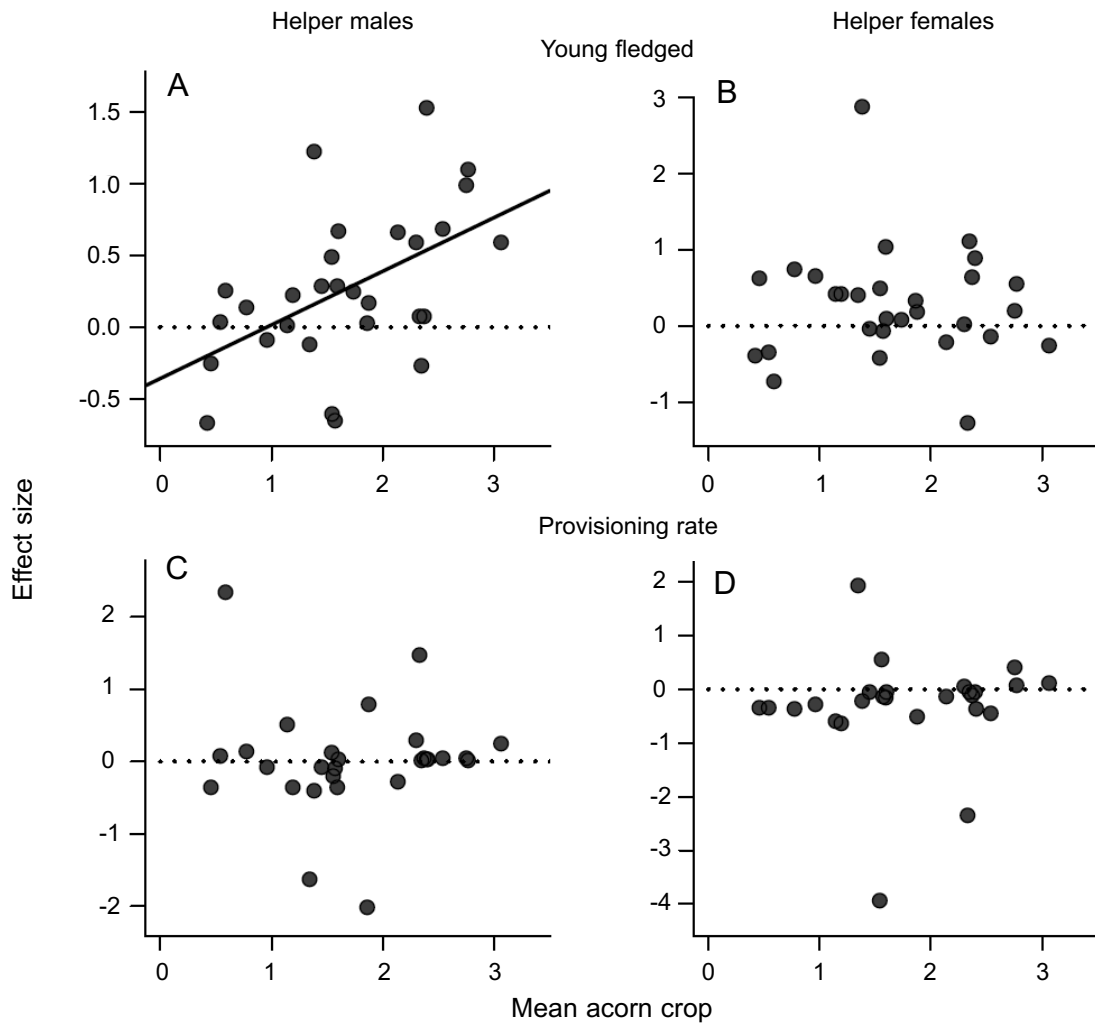 Helper males
Helper females
Young fledged
A
B
1.5
1.0
0.5
0.0
-0.5
3
2
1
0
-1
0 1 2 3
0 1 2 3
Effect size
Provisioning rate
C
D
2
1
0
-1
-2
2
1
0
-1
-2
-3
-4
0 1 2 3
0 1 2 3
Mean acorn crop